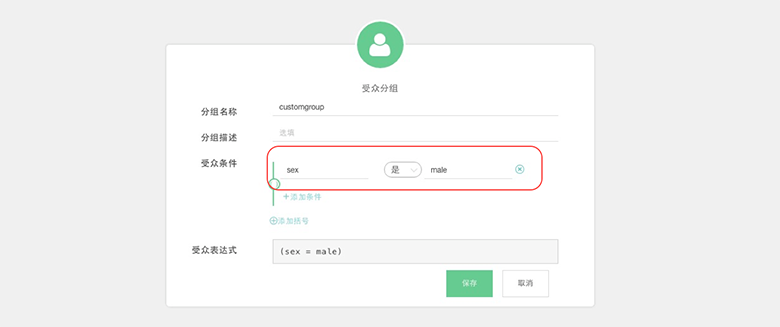 受众分组
分组名称 customgroup
分组描述 选填
受众条件 sex 是 male
添加条件
添加括号
受众表达式 (sex = male)
保存 取消